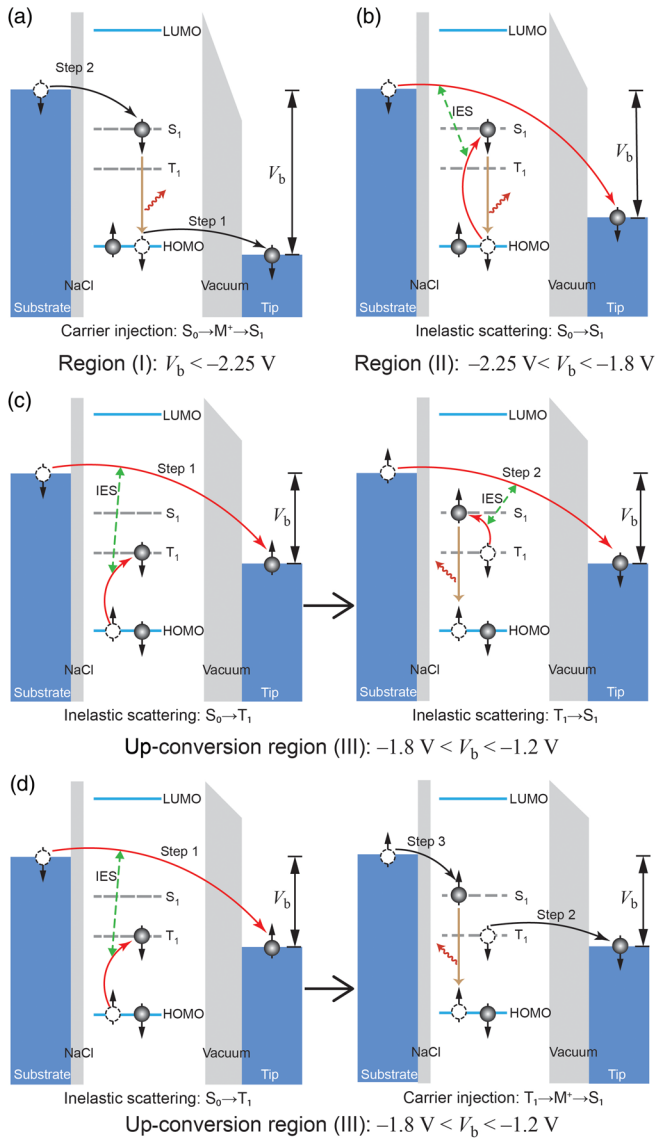 (a)
LUMO
Step 2
S₁
T₁
Vb
Step 1
HOMO
NaCl
Vacuum
Substrate
Tip
Carrier injection: S₀→M⁺→S₁
Region (I): Vb < −2.25 V
(b)
LUMO
IES
S₁
T₁
Vb
HOMO
NaCl
Vacuum
Substrate
Tip
Inelastic scattering: S₀→S₁
Region (II): −2.25 V< Vb < −1.8 V
(c)
LUMO
Step 1
IES
S₁
T₁
Vb
HOMO
NaCl
Vacuum
Substrate
Tip
Inelastic scattering: S₀→T₁
LUMO
Step 2
IES
S₁
T₁
Vb
HOMO
NaCl
Vacuum
Substrate
Tip
Inelastic scattering: T₁→S₁
Up-conversion region (III): −1.8 V < Vb < −1.2 V
(d)
LUMO
Step 1
IES
S₁
T₁
Vb
HOMO
NaCl
Vacuum
Substrate
Tip
Inelastic scattering: S₀→T₁
LUMO
Step 3
S₁
Step 2
T₁
Vb
HOMO
NaCl
Vacuum
Substrate
Tip
Carrier injection: T₁→M⁺→S₁
Up-conversion region (III): −1.8 V < Vb < −1.2 V